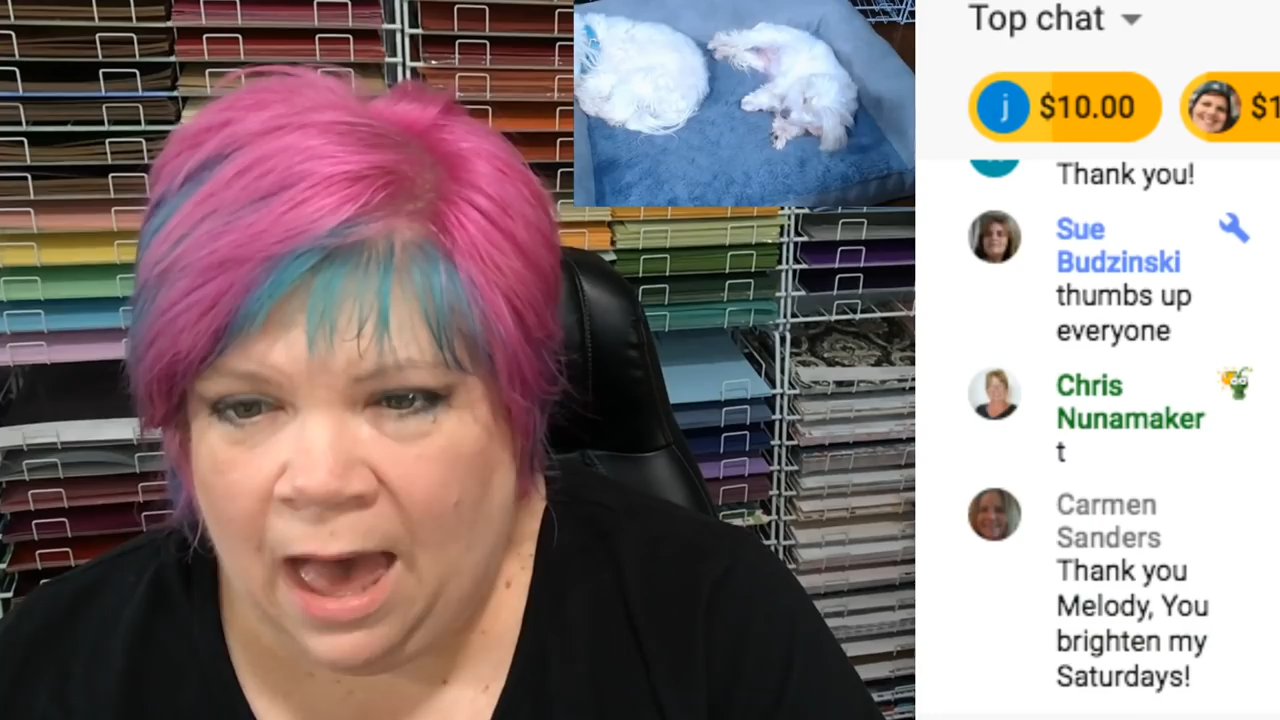 Top chat
j $10.00 $1
Thank you!
Sue
Budzinski
thumbs up
everyone
Chris
Nunamaker
t
Carmen
Sanders
Thank you
Melody, You
brighten my
Saturdays!